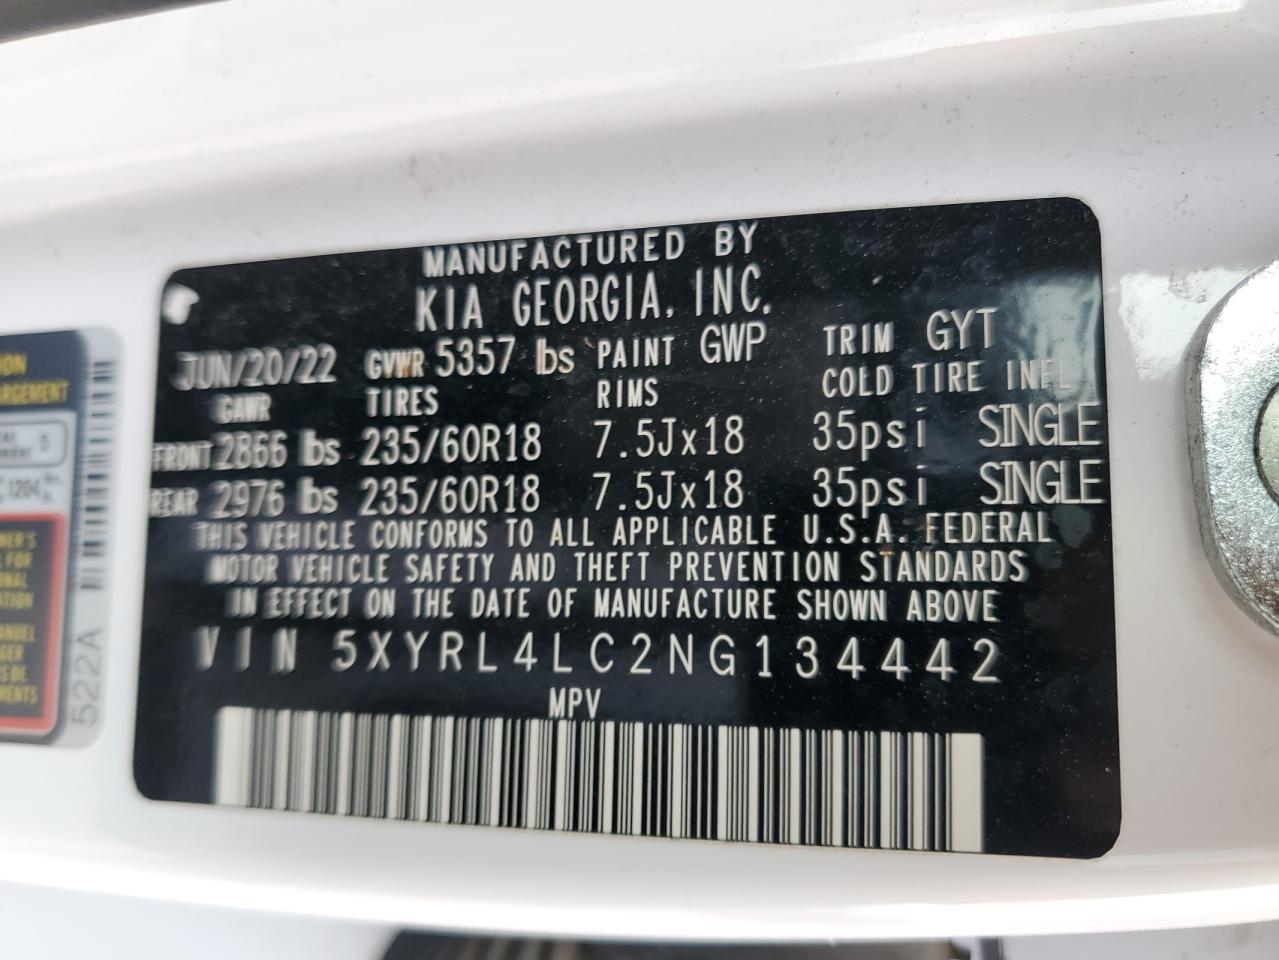 MANUFACTURED BY
KIA GEORGIA, INC.
JUN/20/22 GVWR 5357 lbs PAINT GWP TRIM GYT
GAWR TIRES RIMS COLD TIRE INFL
FRONT 2866 lbs 235/60R18 7.5Jx18 35psi SINGLE
REAR 2976 lbs 235/60R18 7.5Jx18 35psi SINGLE
THIS VEHICLE CONFORMS TO ALL APPLICABLE U.S.A. FEDERAL
MOTOR VEHICLE SAFETY AND THEFT PREVENTION STANDARDS
IN EFFECT ON THE DATE OF MANUFACTURE SHOWN ABOVE
VIN 5XYRL4LC2NG134442
MPV
522A
1204